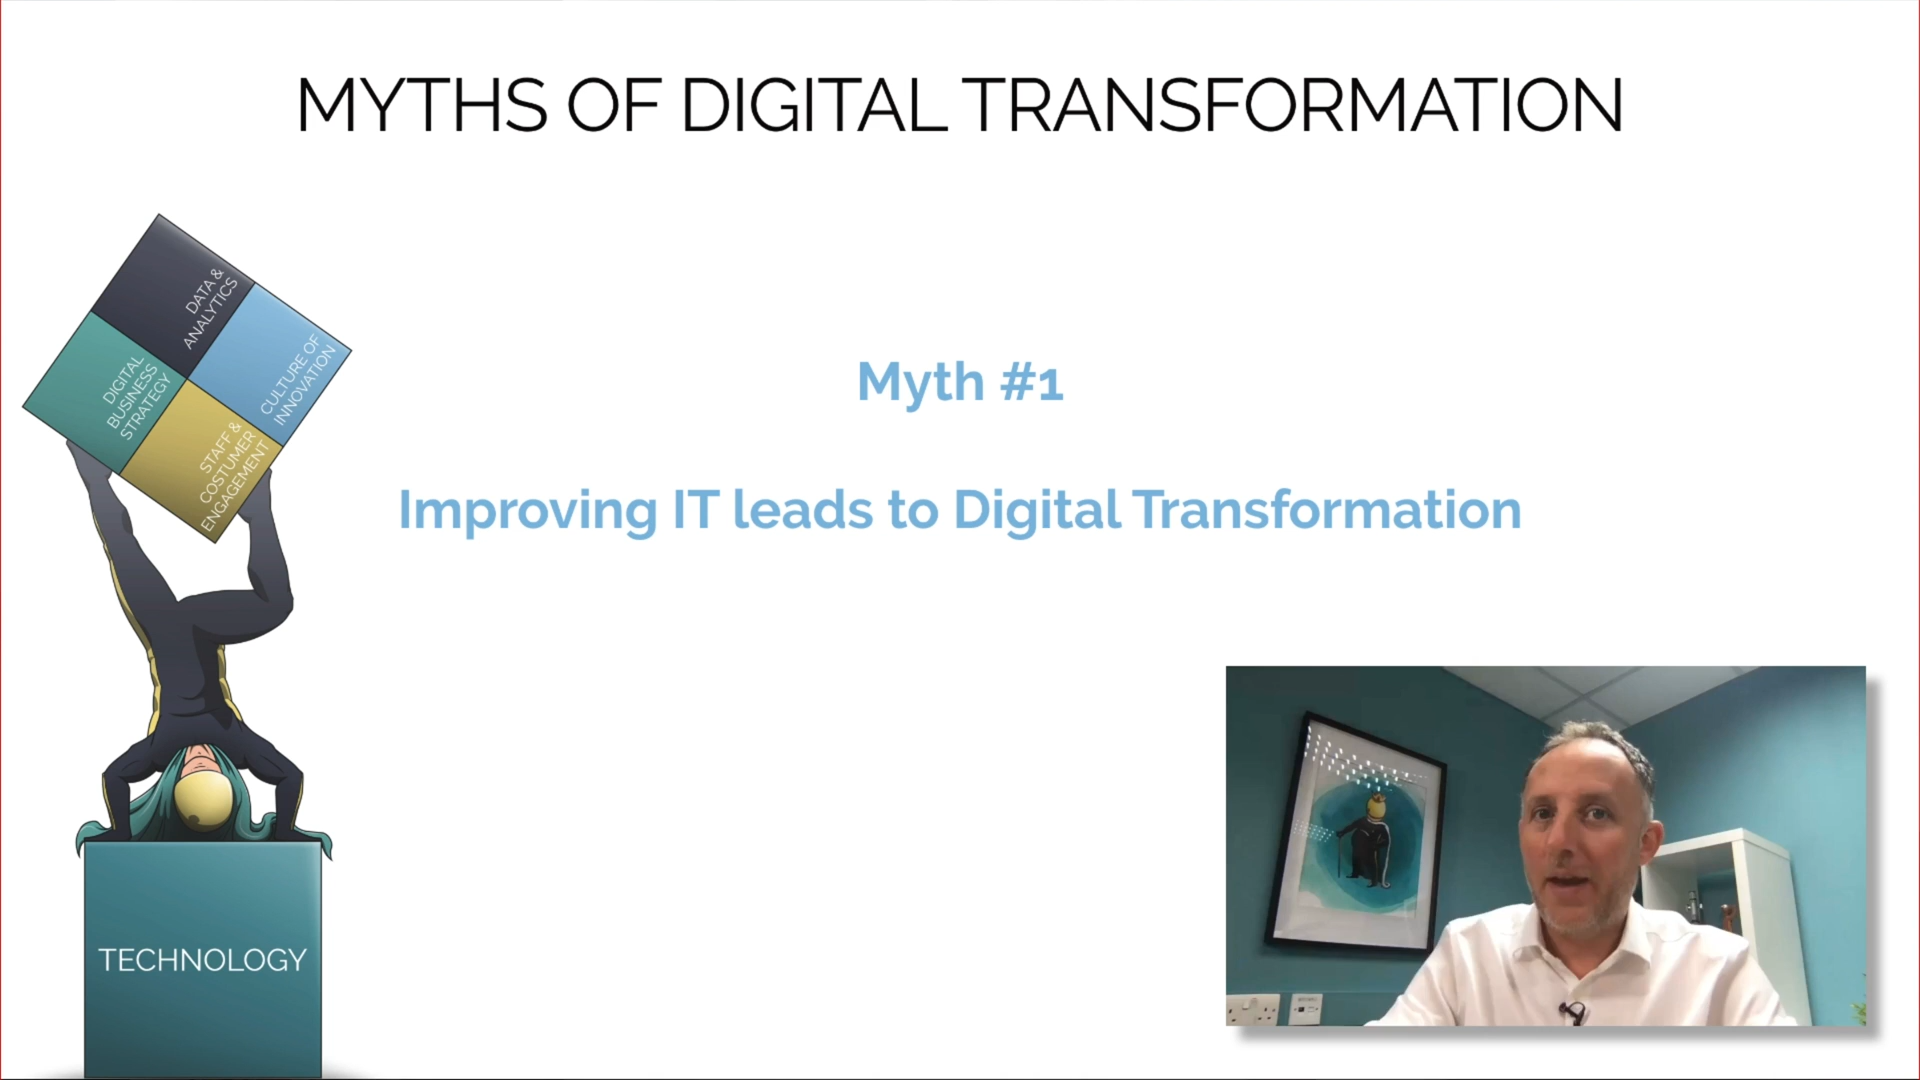 MYTHS OF DIGITAL TRANSFORMATION
DATA &
ANALYTICS
CULTURE OF
INNOVATION
DIGITAL
BUSINESS
STRATEGY
STAFF &
COSTUMER
ENGAGEMENT
Myth #1
Improving IT leads to Digital Transformation
TECHNOLOGY